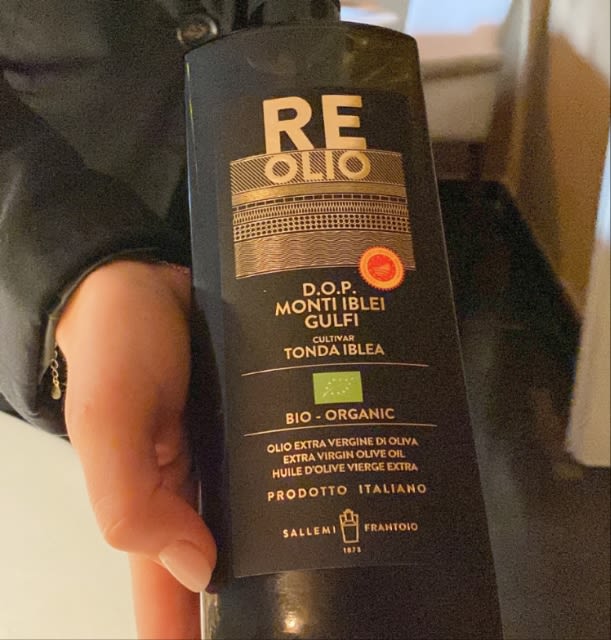 RE
OLIO
D.O.P.
MONTI IBLEI
GULFI
CULTIVAR
TONDA IBLEA
BIO - ORGANIC
OLIO EXTRA VERGINE DI OLIVA
EXTRA VIRGIN OLIVE OIL
HUILE D'OLIVE VIERGE EXTRA
PRODOTTO ITALIANO
SALLEMI FRANTOIO